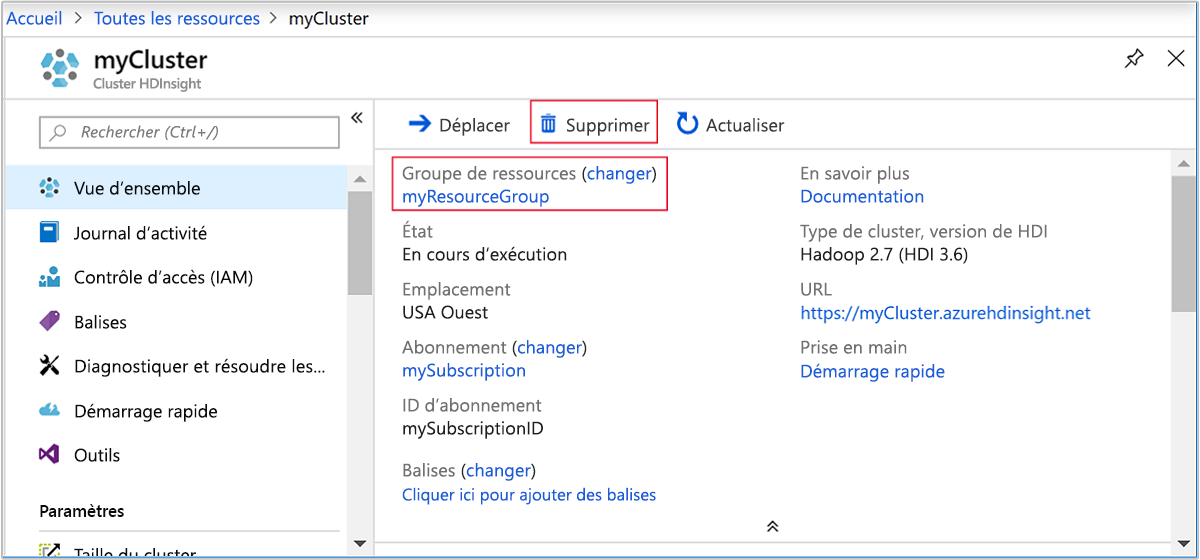 Accueil > Toutes les ressources > myCluster
myCluster
Cluster HDInsight
Rechercher (Ctrl+/)
«
Vue d’ensemble
Journal d’activité
Contrôle d’accès (IAM)
Balises
Diagnostiquer et résoudre les...
Démarrage rapide
Outils
Paramètres
Taille du cluster
Déplacer
Supprimer
Actualiser
Groupe de ressources (changer)
myResourceGroup
État
En cours d’exécution
Emplacement
USA Ouest
Abonnement (changer)
mySubscription
ID d’abonnement
mySubscriptionID
Balises (changer)
Cliquer ici pour ajouter des balises
En savoir plus
Documentation
Type de cluster, version de HDI
Hadoop 2.7 (HDI 3.6)
URL
https://myCluster.azurehdinsight.net
Prise en main
Démarrage rapide